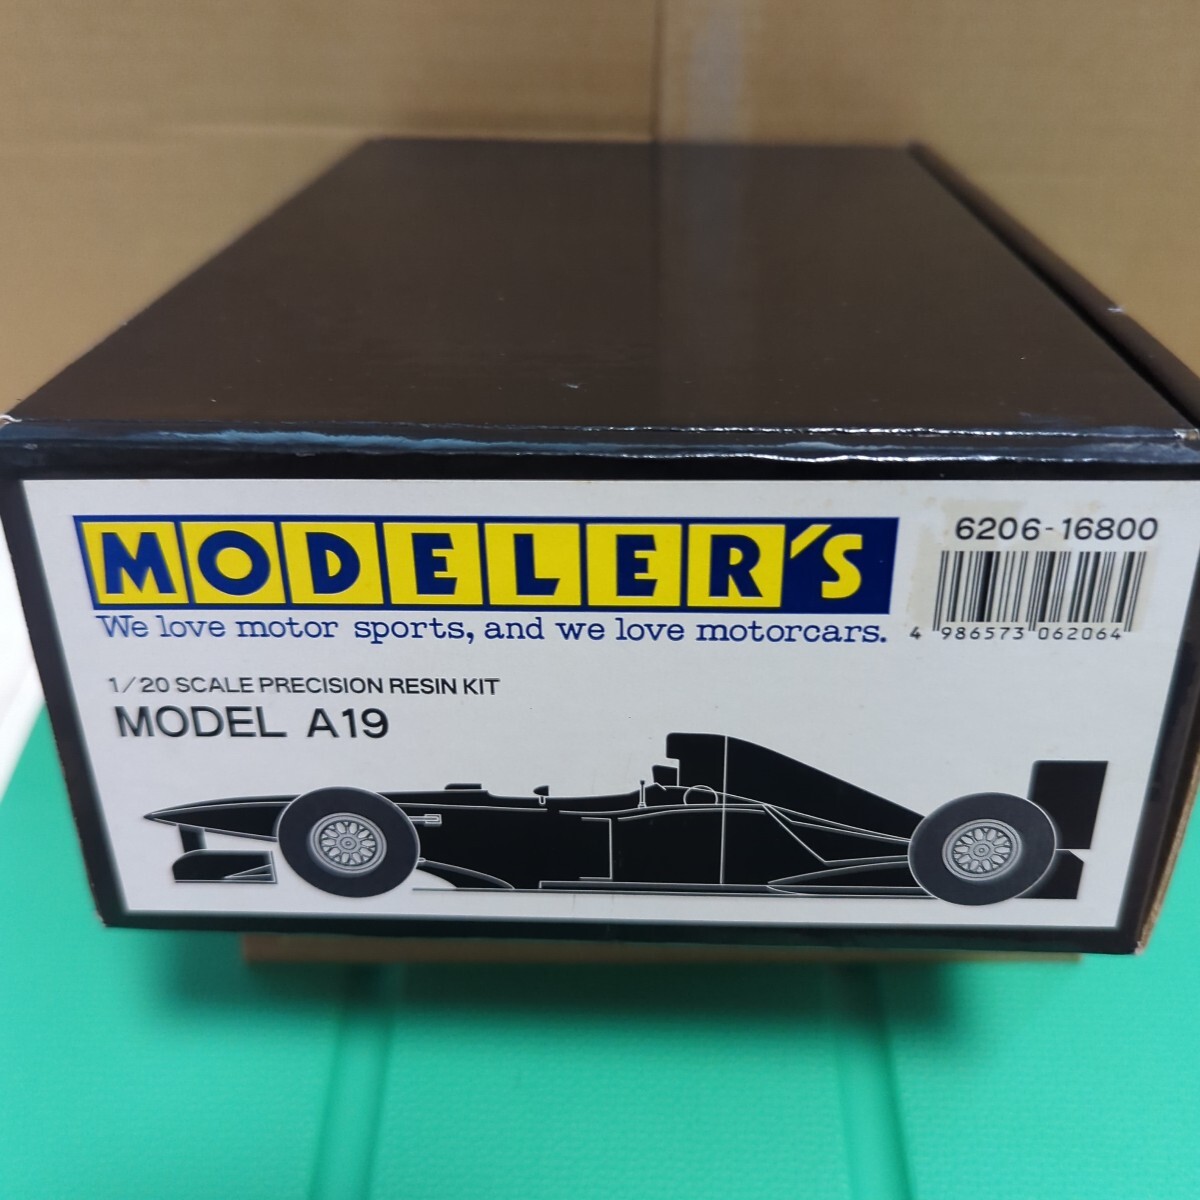 MODELER'S
We love motor sports, and we love motorcars.
6206-16800
4 986573 062064
1/20 SCALE PRECISION RESIN KIT
MODEL A19